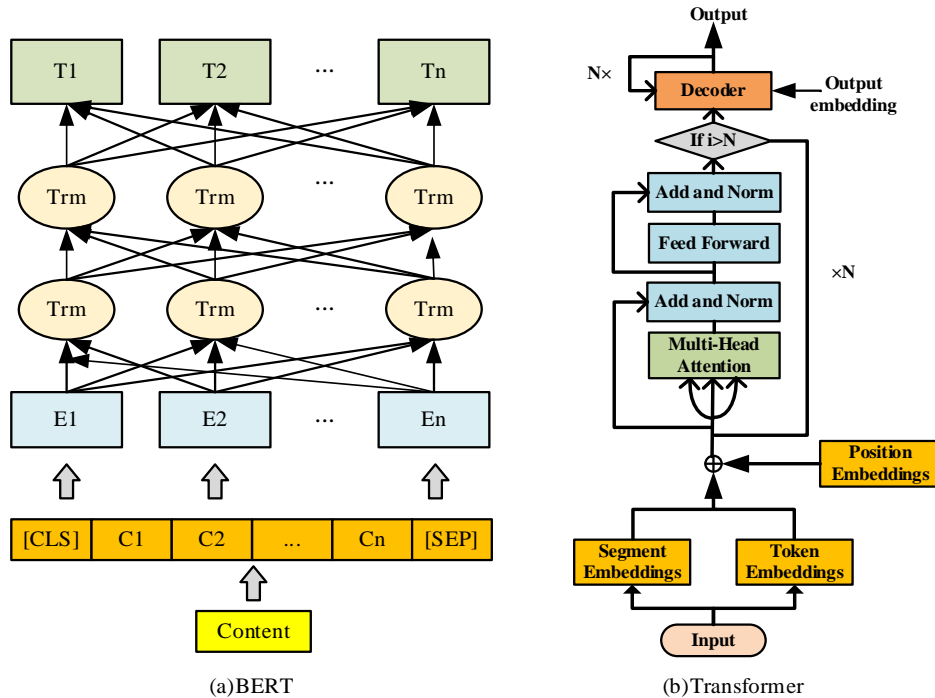 T1 T2 ... Tn
Trm Trm ... Trm
Trm Trm ... Trm
E1 E2 ... En
[CLS] C1 C2 ... Cn [SEP]
Content
(a)BERT
Output
N×
Decoder
Output
embedding
If i>N
Add and Norm
Feed Forward
×N
Add and Norm
Multi-Head
Attention
Position
Embeddings
Segment
Embeddings
Token
Embeddings
Input
(b)Transformer